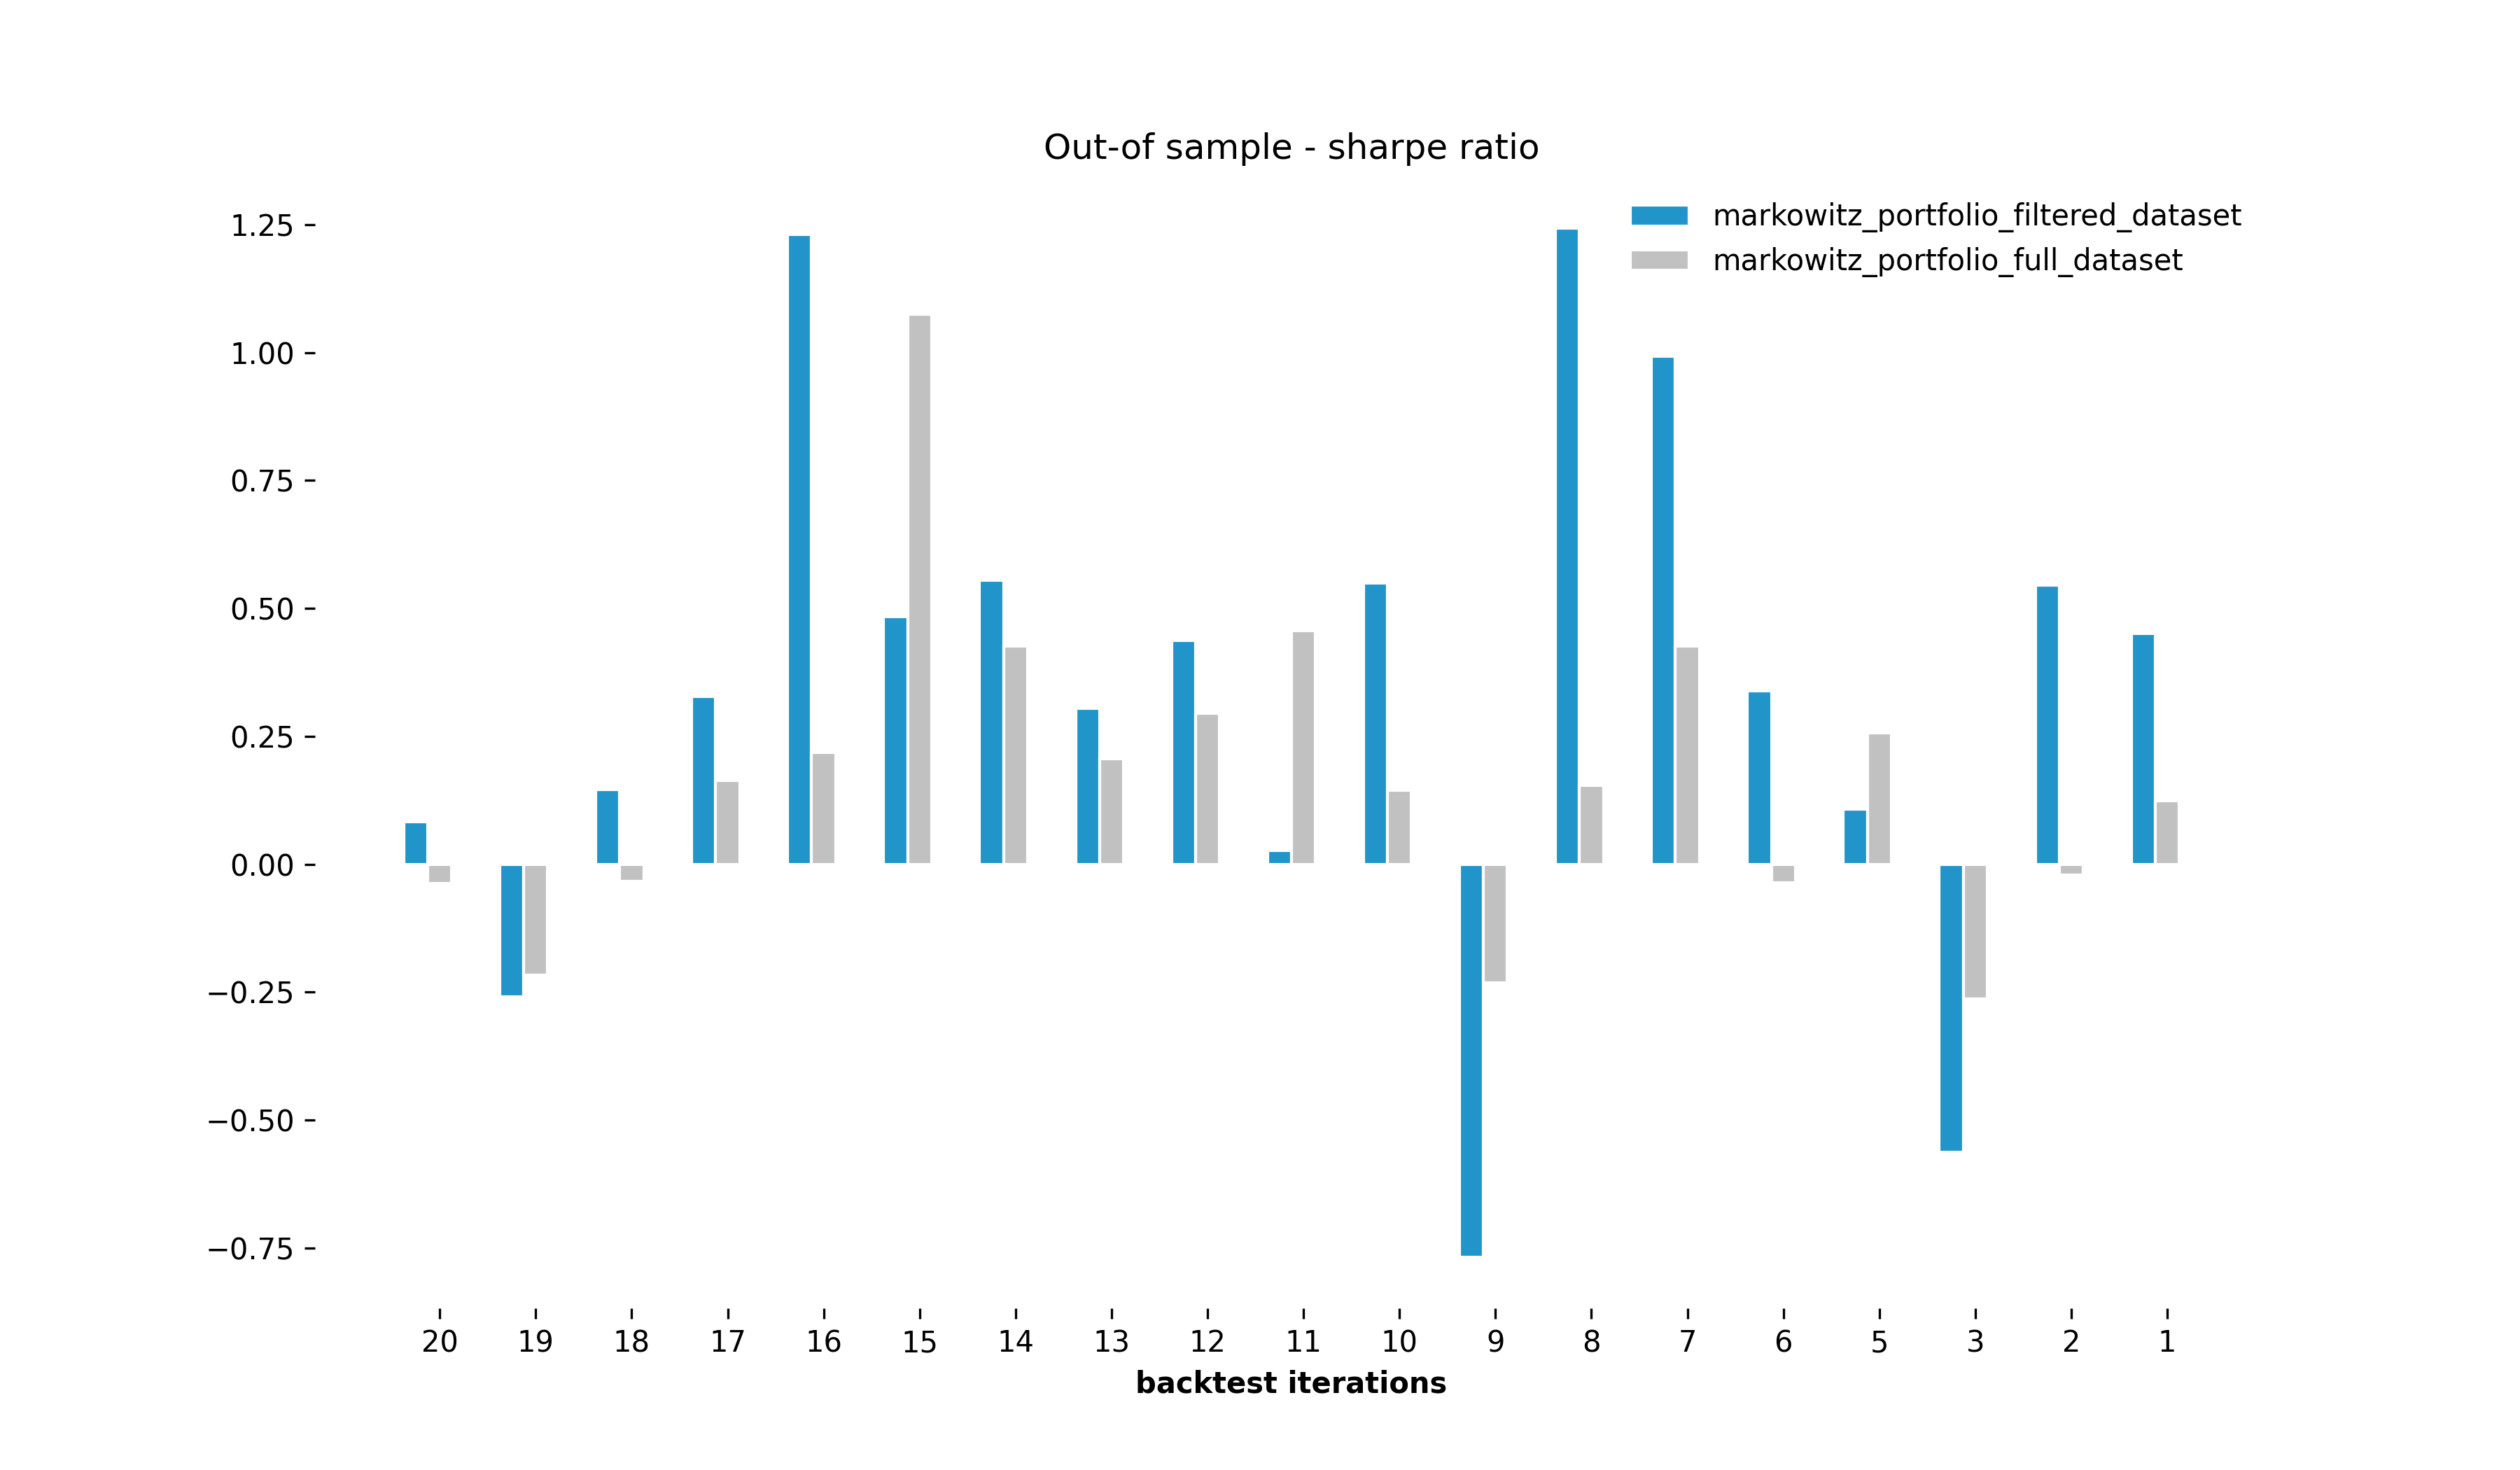 Out-of sample - sharpe ratio
markowitz_portfolio_filtered_dataset
markowitz_portfolio_full_dataset
1.25
1.00
0.75
0.50
0.25
0.00
−0.25
−0.50
−0.75
20 19 18 17 16 15 14 13 12 11 10 9 8 7 6 5 3 2 1
backtest iterations